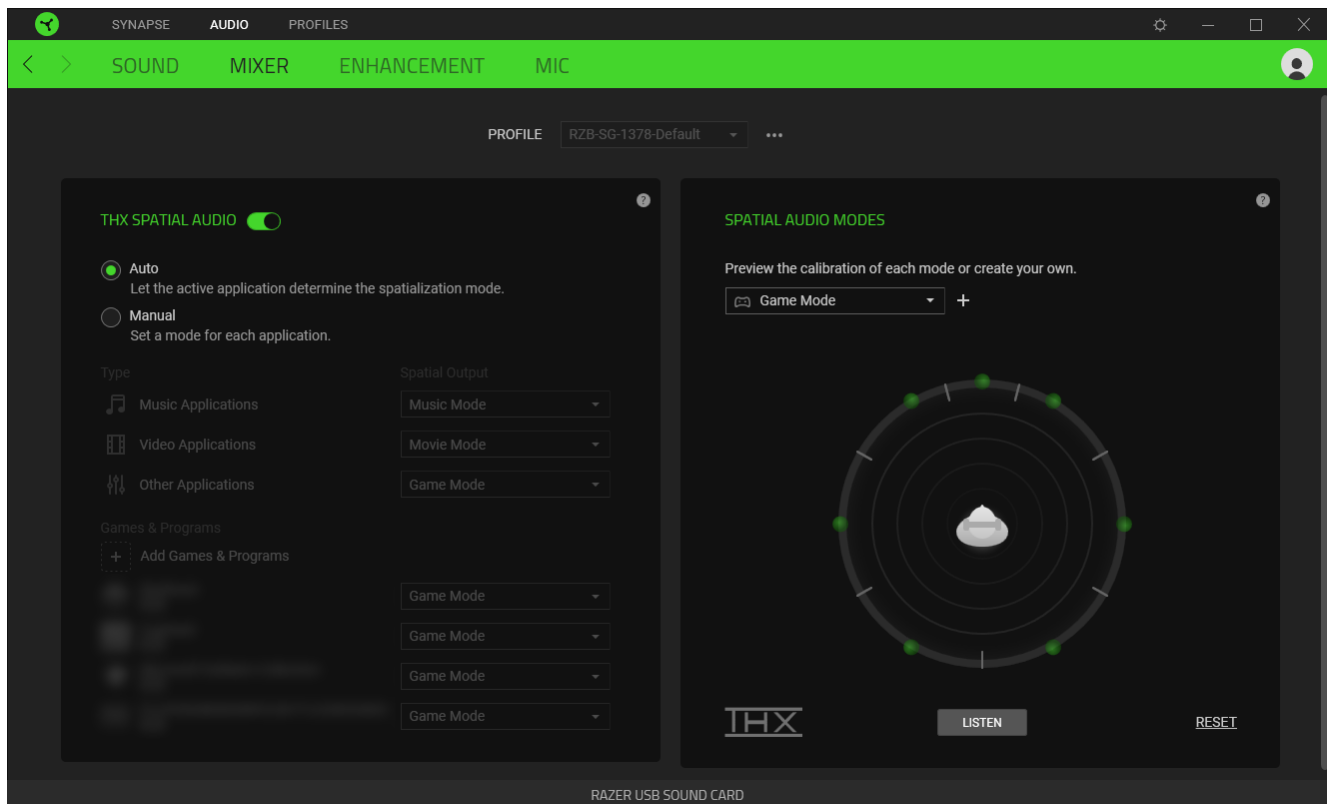 SYNAPSE AUDIO PROFILES
SOUND MIXER ENHANCEMENT MIC
PROFILE RZB-SG-1378-Default
THX SPATIAL AUDIO
Auto
Let the active application determine the spatialization mode.
Manual
Set a mode for each application.
Type Spatial Output
Music Applications Music Mode
Video Applications Movie Mode
Other Applications Game Mode
Games & Programs
Add Games & Programs
Game Mode
Game Mode
Game Mode
Game Mode
SPATIAL AUDIO MODES
Preview the calibration of each mode or create your own.
Game Mode
THX LISTEN RESET
RAZER USB SOUND CARD